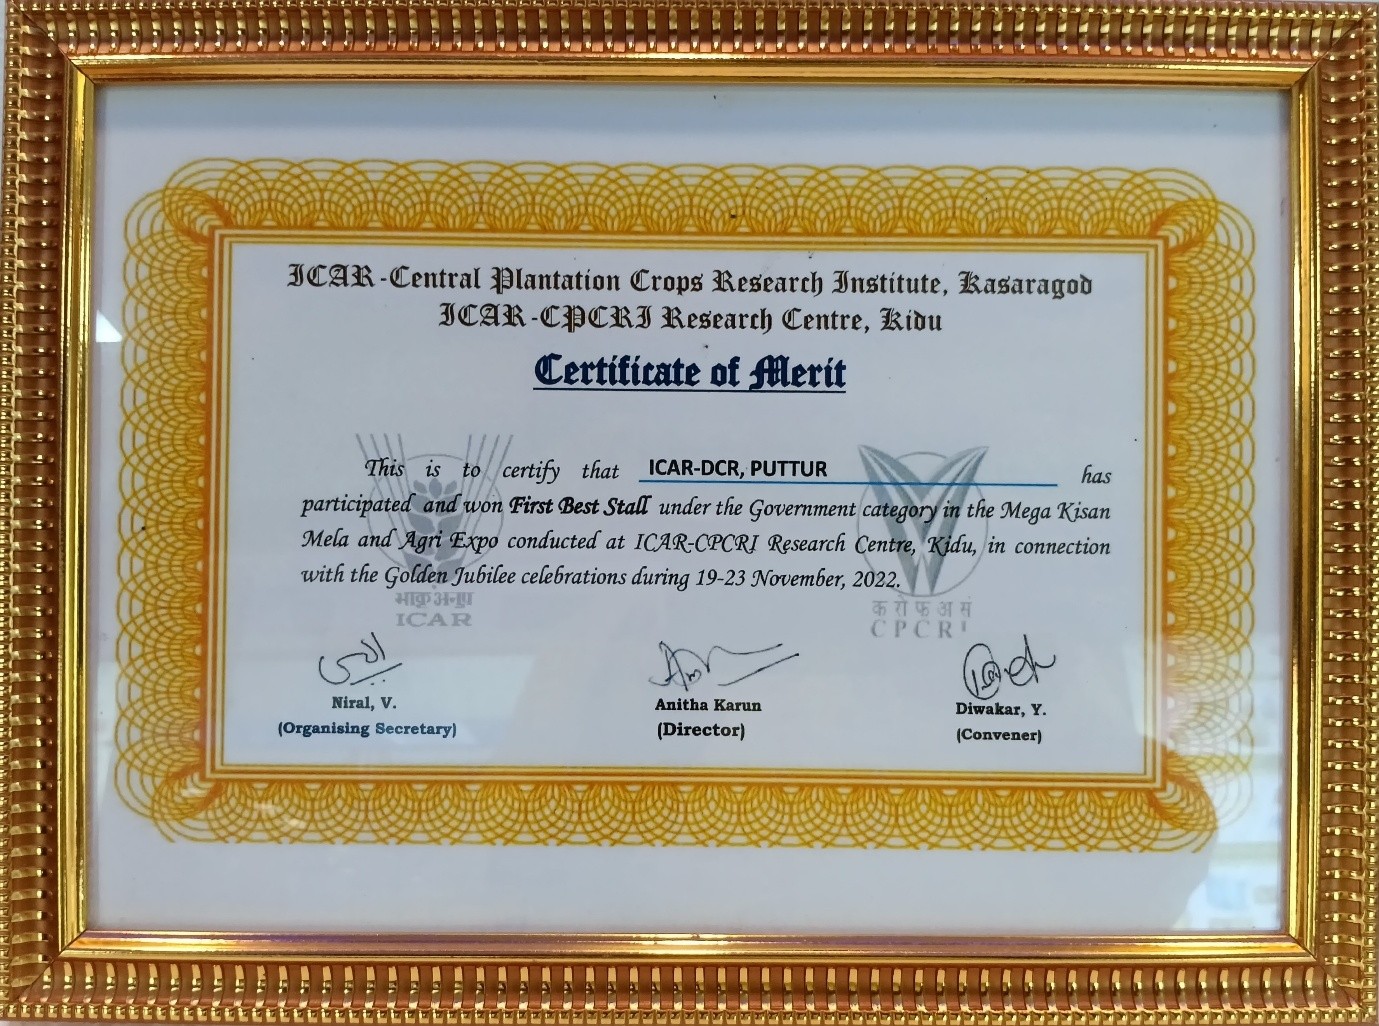 ICAR-Central Plantation Crops Research Institute, Kasaragod
ICAR-CPCRI Research Centre, Kidu
Certificate of Merit
This is to certify that ICAR-DCR, PUTTUR has
participated and won First Best Stall under the Government category in the Mega Kisan
Mela and Agri Expo conducted at ICAR-CPCRI Research Centre, Kidu, in connection
with the Golden Jubilee celebrations during 19-23 November, 2022.
भाकृअनुप
ICAR
क रो फ अ सं
CPCRI
Niral, V.
(Organising Secretary)
Anitha Karun
(Director)
Diwakar, Y.
(Convener)